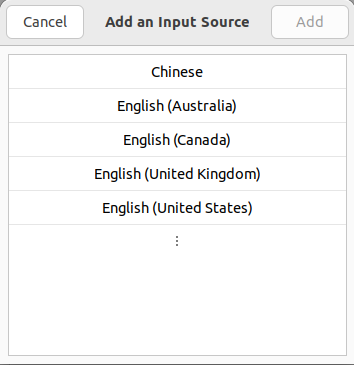 Cancel Add an Input Source Add
Chinese
English (Australia)
English (Canada)
English (United Kingdom)
English (United States)